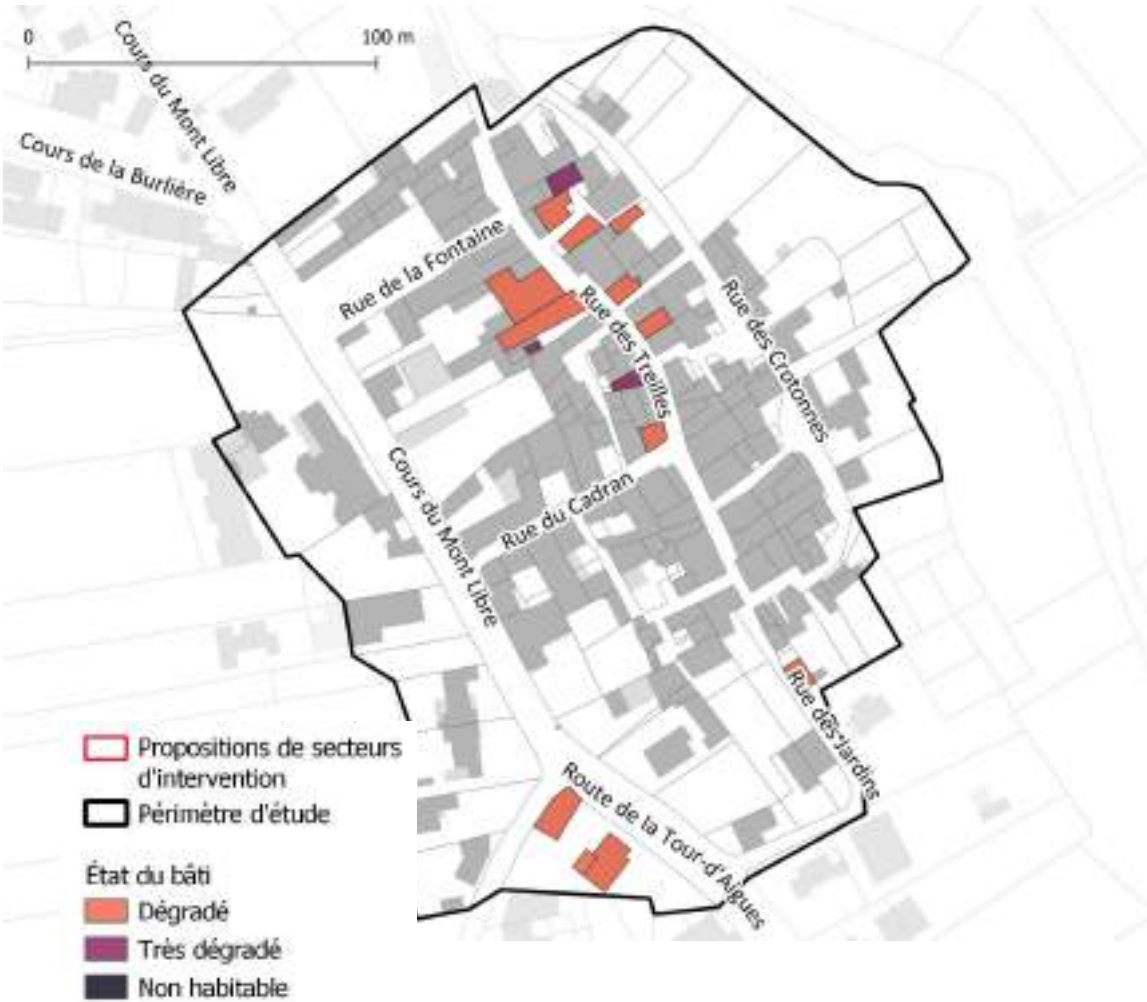 0
100 m
Cours du Mont Libre
Cours de la Burlière
Rue de la Fontaine
Rue des Treilles
Rue des Crotonnes
Cours du Mont Libre
Rue du Cadran
Rue des Jardins
Route de la Tour-d'Aigues
Propositions de secteurs
d'intervention
Périmètre d'étude
État du bâti
Dégradé
Très dégradé
Non habitable